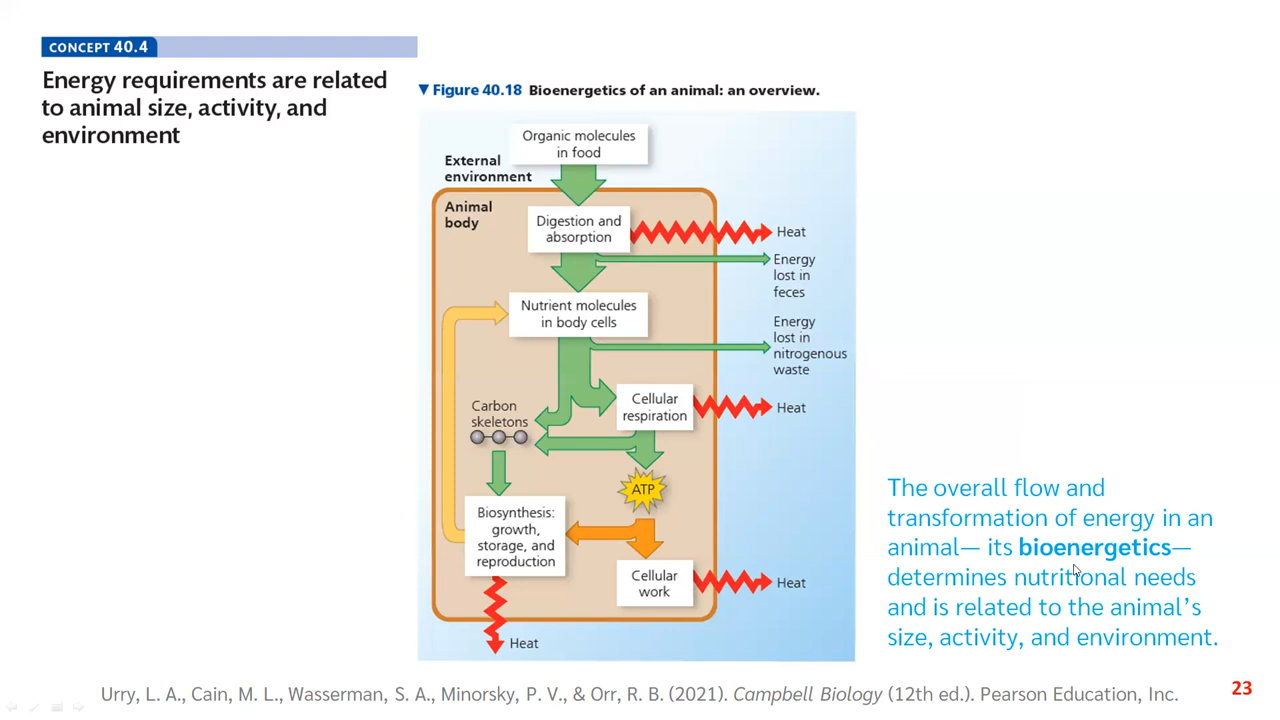 CONCEPT 40.4
Energy requirements are related
to animal size, activity, and
environment
▼ Figure 40.18 Bioenergetics of an animal: an overview.
Organic molecules
in food
External
environment
Animal
body
Digestion and
absorption
Heat
Energy
lost in
feces
Nutrient molecules
in body cells
Energy
lost in
nitrogenous
waste
Carbon
skeletons
Cellular
respiration
Heat
ATP
Biosynthesis:
growth,
storage, and
reproduction
Cellular
work
Heat
Heat
The overall flow and
transformation of energy in an
animal— its bioenergetics—
determines nutritional needs
and is related to the animal's
size, activity, and environment.
Urry, L. A., Cain, M. L., Wasserman, S. A., Minorsky, P. V., & Orr, R. B. (2021). Campbell Biology (12th ed.). Pearson Education, Inc.
23